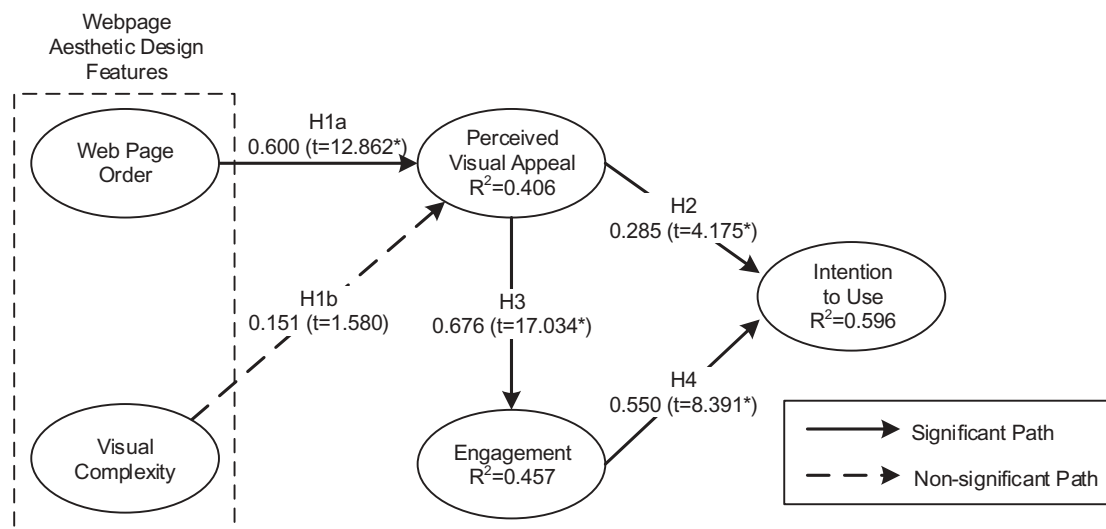 Webpage
Aesthetic Design
Features
Web Page
Order
H1a
0.600 (t=12.862*)
Perceived
Visual Appeal
R²=0.406
H2
0.285 (t=4.175*)
Intention
to Use
R²=0.596
H1b
0.151 (t=1.580)
H3
0.676 (t=17.034*)
H4
0.550 (t=8.391*)
Visual
Complexity
Engagement
R²=0.457
Significant Path
Non-significant Path